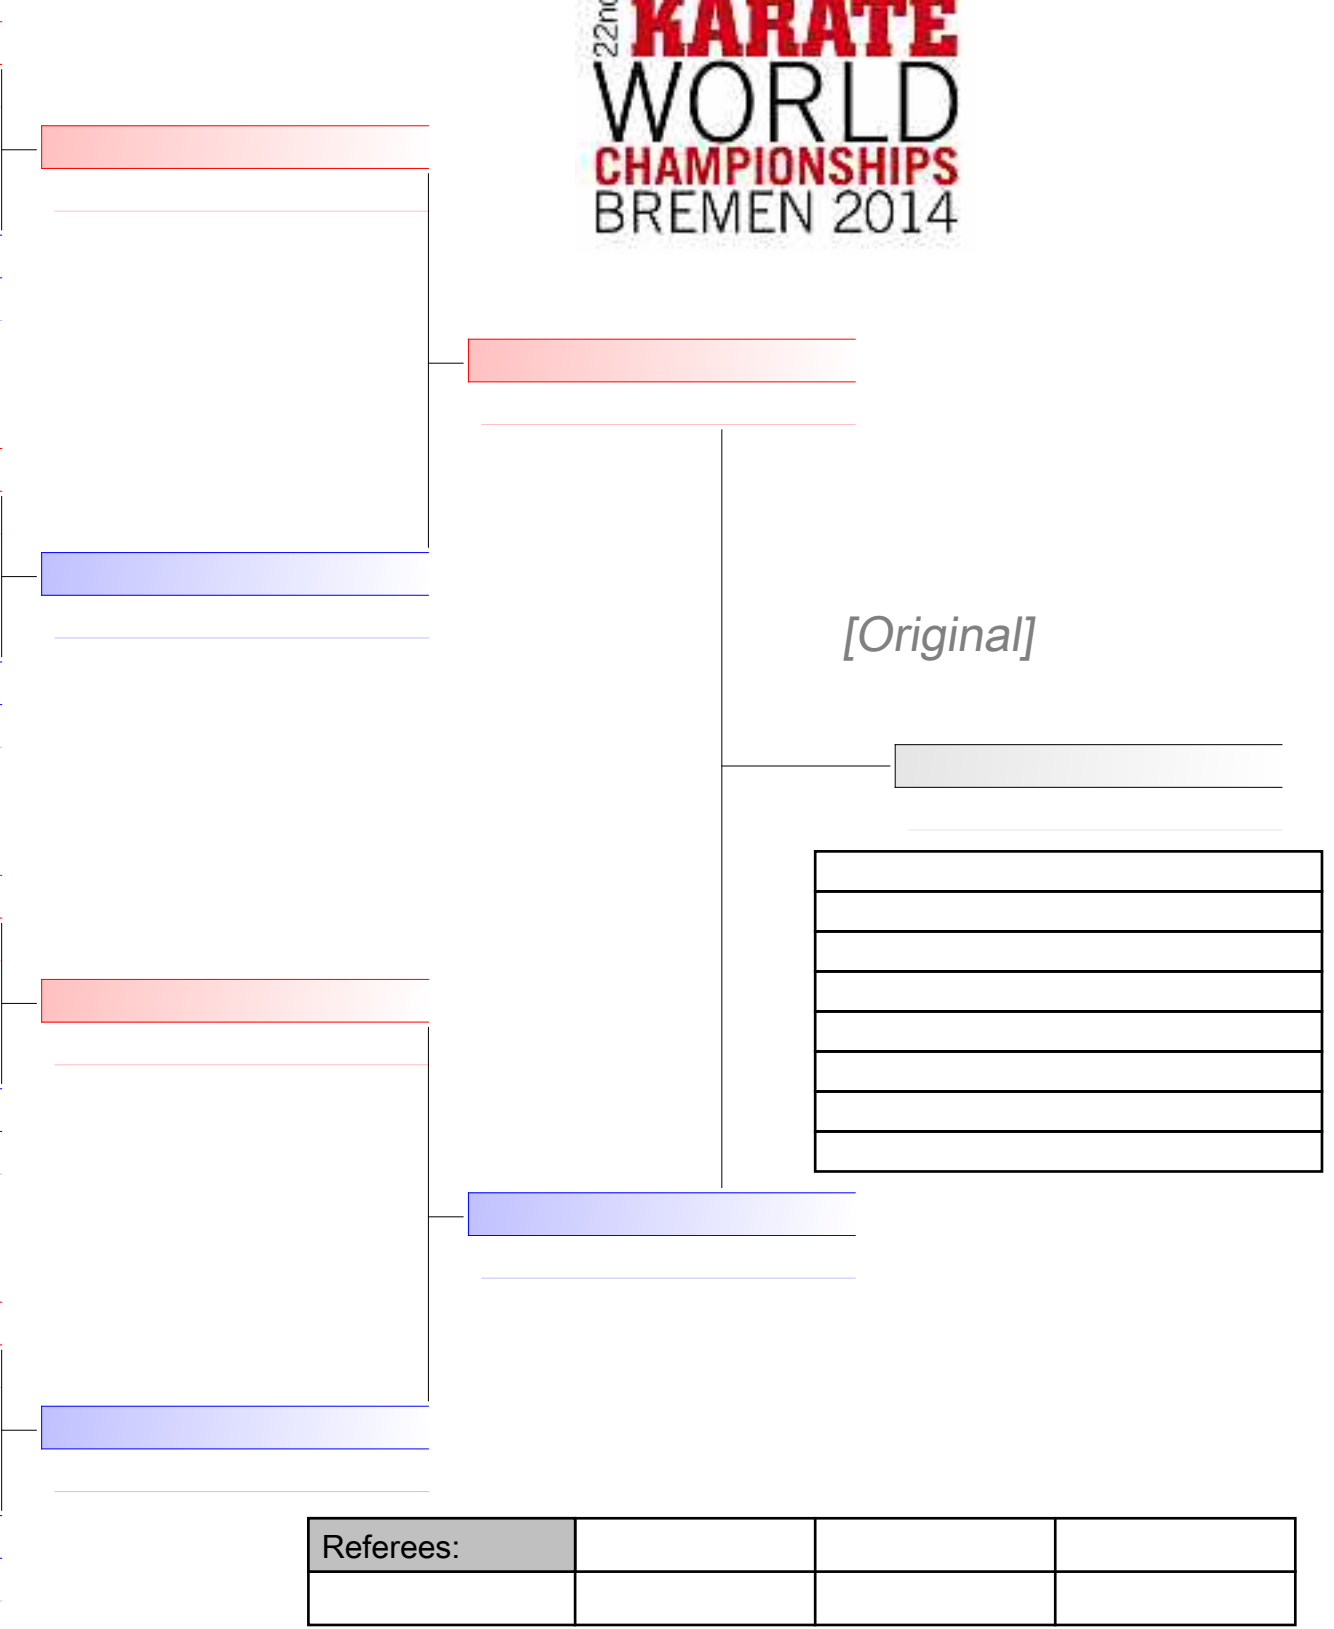 22nd
KARATE
WORLD
CHAMPIONSHIPS
BREMEN 2014
[Original]
Referees: